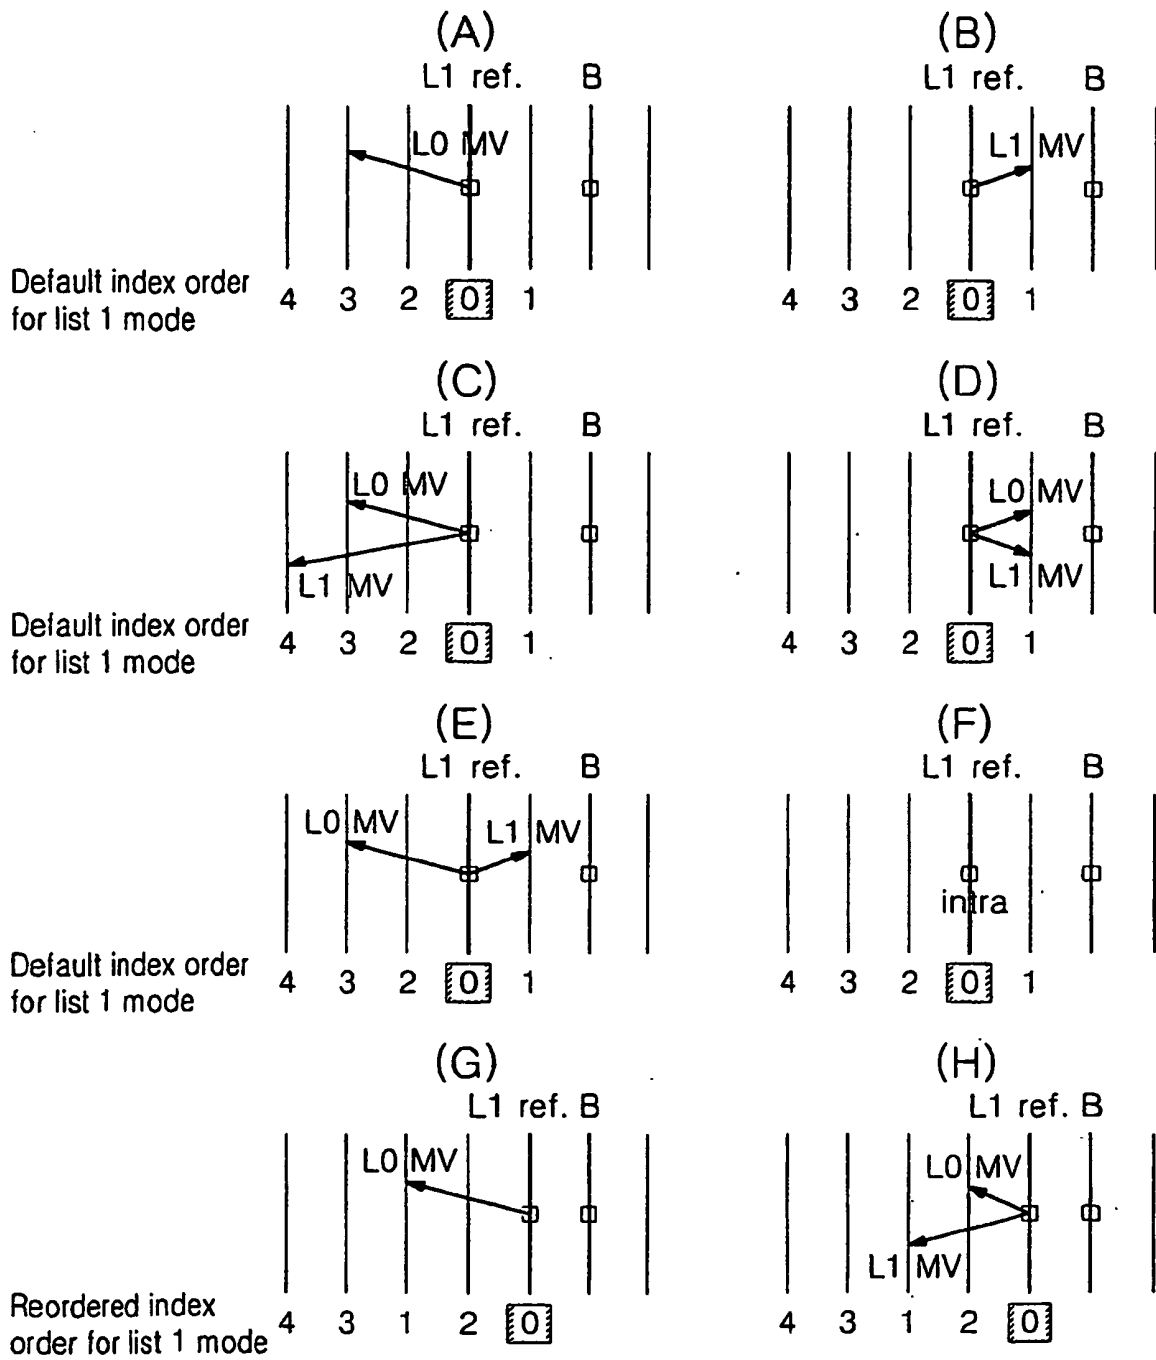 (A) (B)
L1 ref. B L1 ref. B
L0 MV L1 MV
Default index order
for list 1 mode
4 3 2 0 1 4 3 2 0 1
(C) (D)
L1 ref. B L1 ref. B
L0 MV L0 MV
L1 MV L1 MV
Default index order
for list 1 mode
4 3 2 0 1 4 3 2 0 1
(E) (F)
L1 ref. B L1 ref. B
L0 MV L1 MV
intra
Default index order
for list 1 mode
4 3 2 0 1 4 3 2 0 1
(G) (H)
L1 ref. B L1 ref. B
L0 MV L0 MV
L1 MV
Reordered index
order for list 1 mode
4 3 1 2 0 4 3 1 2 0